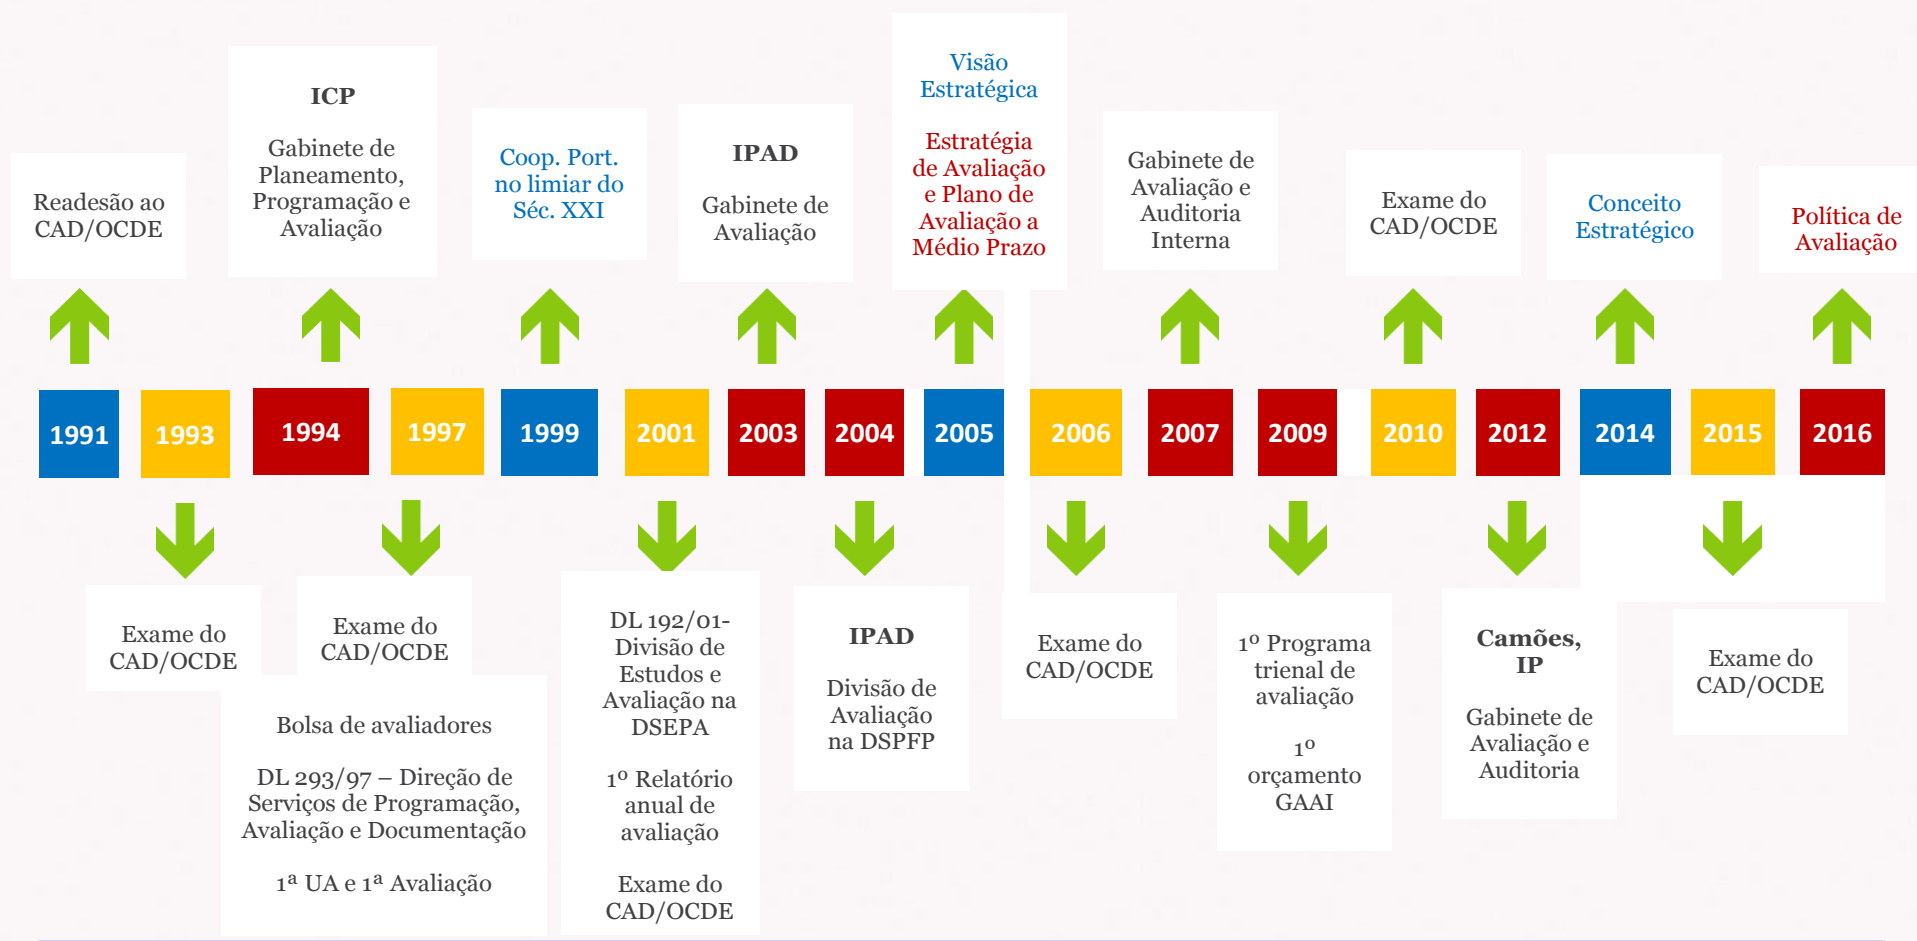 Readesão ao
CAD/OCDE
ICP
Gabinete de
Planeamento,
Programação e
Avaliação
Coop. Port.
no limiar do
Séc. XXI
IPAD
Gabinete de
Avaliação
Visão
Estratégica
Estratégia
de Avaliação
e Plano de
Avaliação a
Médio Prazo
Gabinete de
Avaliação e
Auditoria
Interna
Exame do
CAD/OCDE
Conceito
Estratégico
Política de
Avaliação
1991 1993 1994 1997 1999 2001 2003 2004 2005 2006 2007 2009 2010 2012 2014 2015 2016
Exame do
CAD/OCDE
Exame do
CAD/OCDE
Bolsa de avaliadores
DL 293/97 – Direção de
Serviços de Programação,
Avaliação e Documentação
1ª UA e 1ª Avaliação
DL 192/01-
Divisão de
Estudos e
Avaliação na
DSEPA
1º Relatório
anual de
avaliação
Exame do
CAD/OCDE
IPAD
Divisão de
Avaliação
na DSPFP
Exame do
CAD/OCDE
1º Programa
trienal de
avaliação
1º
orçamento
GAAI
Camões,
IP
Gabinete de
Avaliação e
Auditoria
Exame do
CAD/OCDE